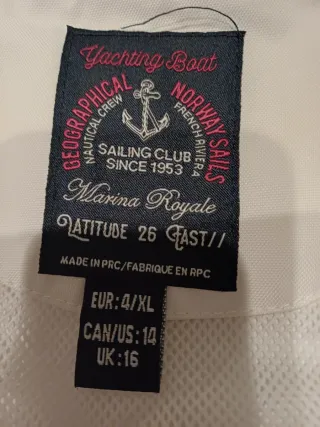 Yachting Boat
GEOGRAPHICAL
NORWAY SAILS
NAUTICAL CREW
FRENCH RIVIERA
SAILING CLUB
SINCE 1953
Marina Royale
LATITUDE 26 EAST//
MADE IN PRC/FABRIQUE EN RPC
EUR:4/XL
CAN/US:14
UK:16